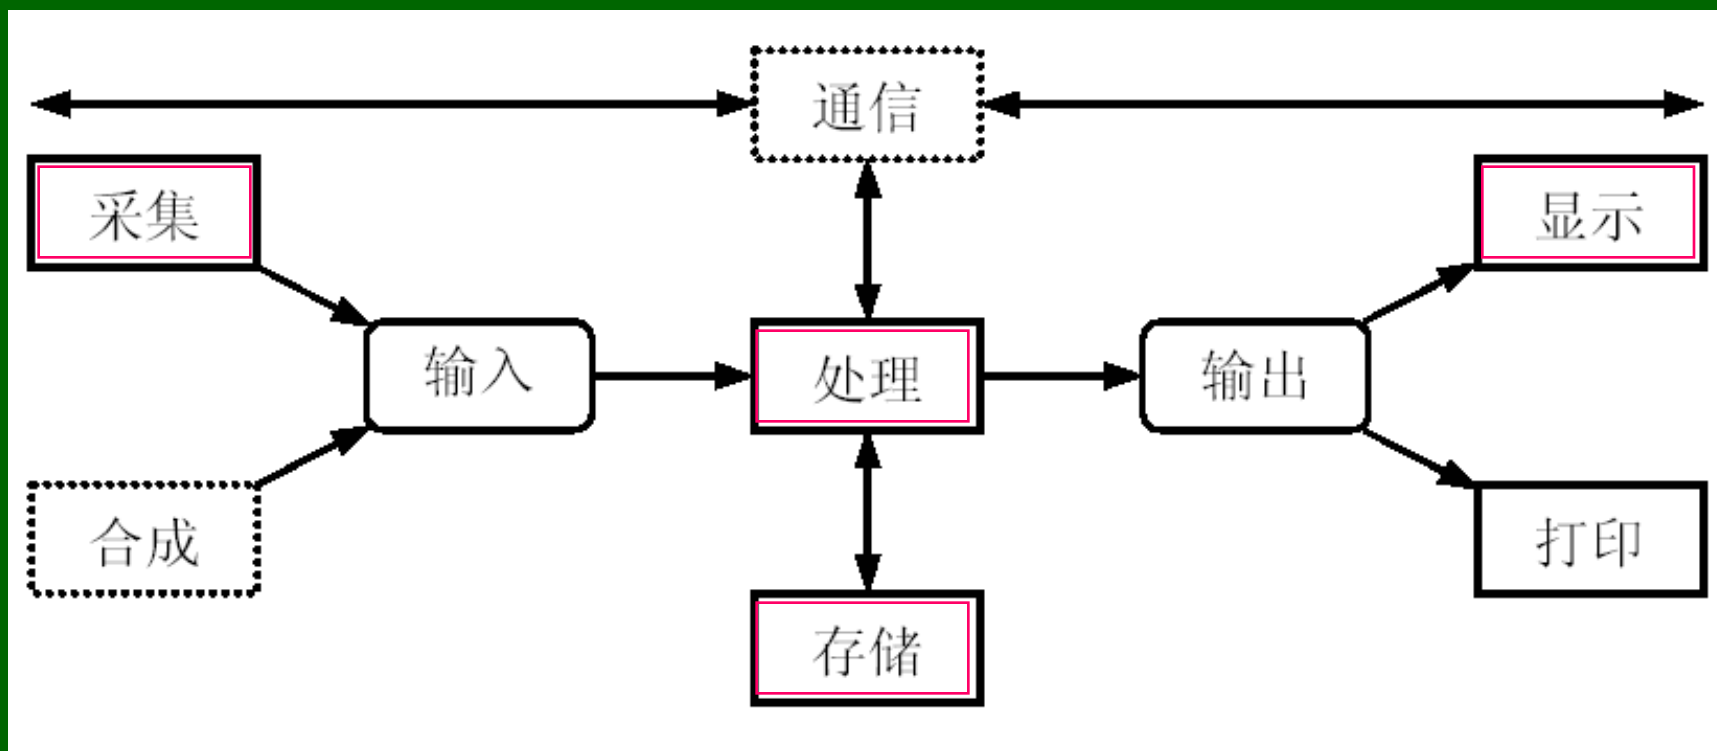 通信
采集
显示
输入
处理
输出
合成
打印
存储